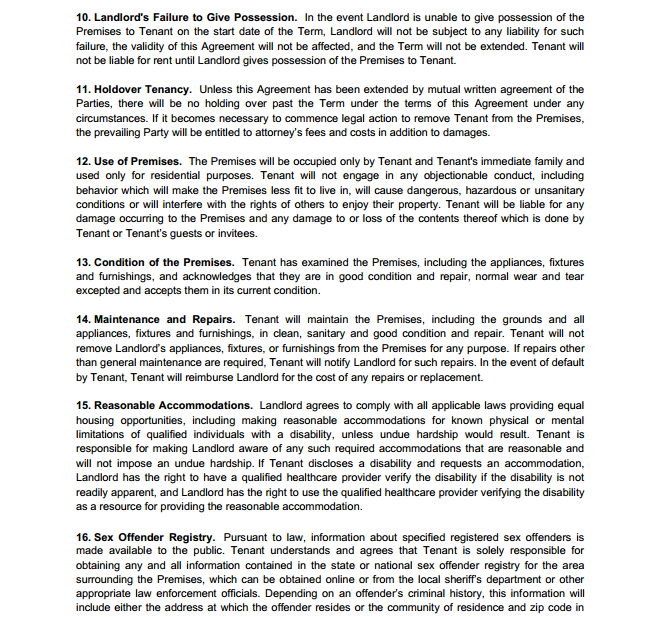 10. Landlord's Failure to Give Possession. In the event Landlord is unable to give possession of the
Premises to Tenant on the start date of the Term, Landlord will not be subject to any liability for such
failure, the validity of this Agreement will not be affected, and the Term will not be extended. Tenant will
not be liable for rent until Landlord gives possession of the Premises to Tenant.
11. Holdover Tenancy. Unless this Agreement has been extended by mutual written agreement of the
Parties, there will be no holding over past the Term under the terms of this Agreement under any
circumstances. If it becomes necessary to commence legal action to remove Tenant from the Premises,
the prevailing Party will be entitled to attorney's fees and costs in addition to damages.
12. Use of Premises. The Premises will be occupied only by Tenant and Tenant's immediate family and
used only for residential purposes. Tenant will not engage in any objectionable conduct, including
behavior which will make the Premises less fit to live in, will cause dangerous, hazardous or unsanitary
conditions or will interfere with the rights of others to enjoy their property. Tenant will be liable for any
damage occurring to the Premises and any damage to or loss of the contents thereof which is done by
Tenant or Tenant's guests or invitees.
13. Condition of the Premises. Tenant has examined the Premises, including the appliances, fixtures
and furnishings, and acknowledges that they are in good condition and repair, normal wear and tear
excepted and accepts them in its current condition.
14. Maintenance and Repairs. Tenant will maintain the Premises, including the grounds and all
appliances, fixtures and furnishings, in clean, sanitary and good condition and repair. Tenant will not
remove Landlord's appliances, fixtures, or furnishings from the Premises for any purpose. If repairs other
than general maintenance are required, Tenant will notify Landlord for such repairs. In the event of default
by Tenant, Tenant will reimburse Landlord for the cost of any repairs or replacement.
15. Reasonable Accommodations. Landlord agrees to comply with all applicable laws providing equal
housing opportunities, including making reasonable accommodations for known physical or mental
limitations of qualified individuals with a disability, unless undue hardship would result. Tenant is
responsible for making Landlord aware of any such required accommodations that are reasonable and
will not impose an undue hardship. If Tenant discloses a disability and requests an accommodation,
Landlord has the right to have a qualified healthcare provider verify the disability if the disability is not
readily apparent, and Landlord has the right to use the qualified healthcare provider verifying the disability
as a resource for providing the reasonable accommodation.
16. Sex Offender Registry. Pursuant to law, information about specified registered sex offenders is
made available to the public. Tenant understands and agrees that Tenant is solely responsible for
obtaining any and all information contained in the state or national sex offender registry for the area
surrounding the Premises, which can be obtained online or from the local sheriff's department or other
appropriate law enforcement officials. Depending on an offender's criminal history, this information will
include either the address at which the offender resides or the community of residence and zip code in